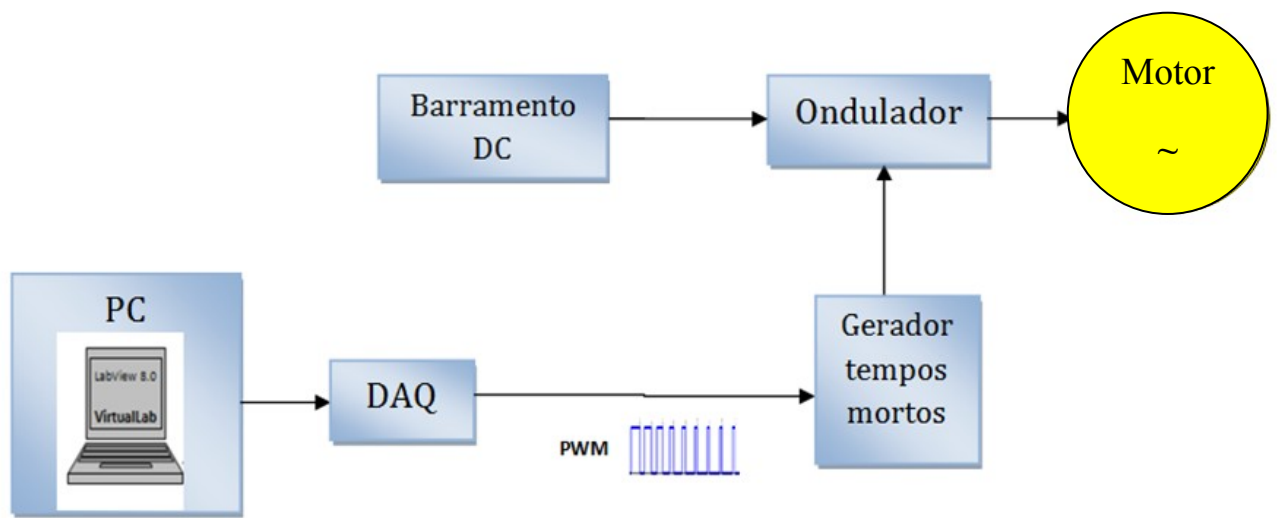 Barramento
DC
Ondulador
Motor
~
PC
LabView 8.0
VirtualLab
DAQ
PWM
Gerador
tempos
mortos